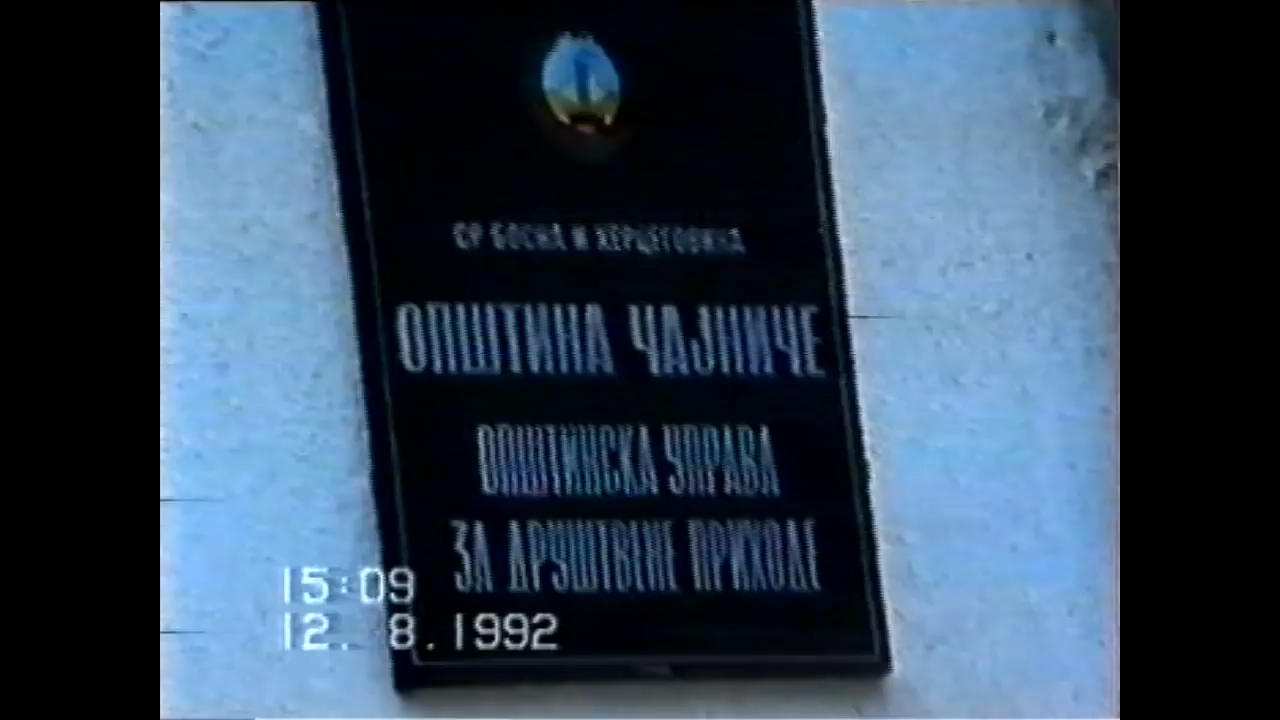 СР БОСНА И ХЕРЦЕГОВИНА
ОПШТИНА ЧАЈНИЧЕ
ОПШТИНСКА УПРАВА
ЗА ДРУШТВЕНЕ ПРИХОДЕ
15:09
12. 8.1992